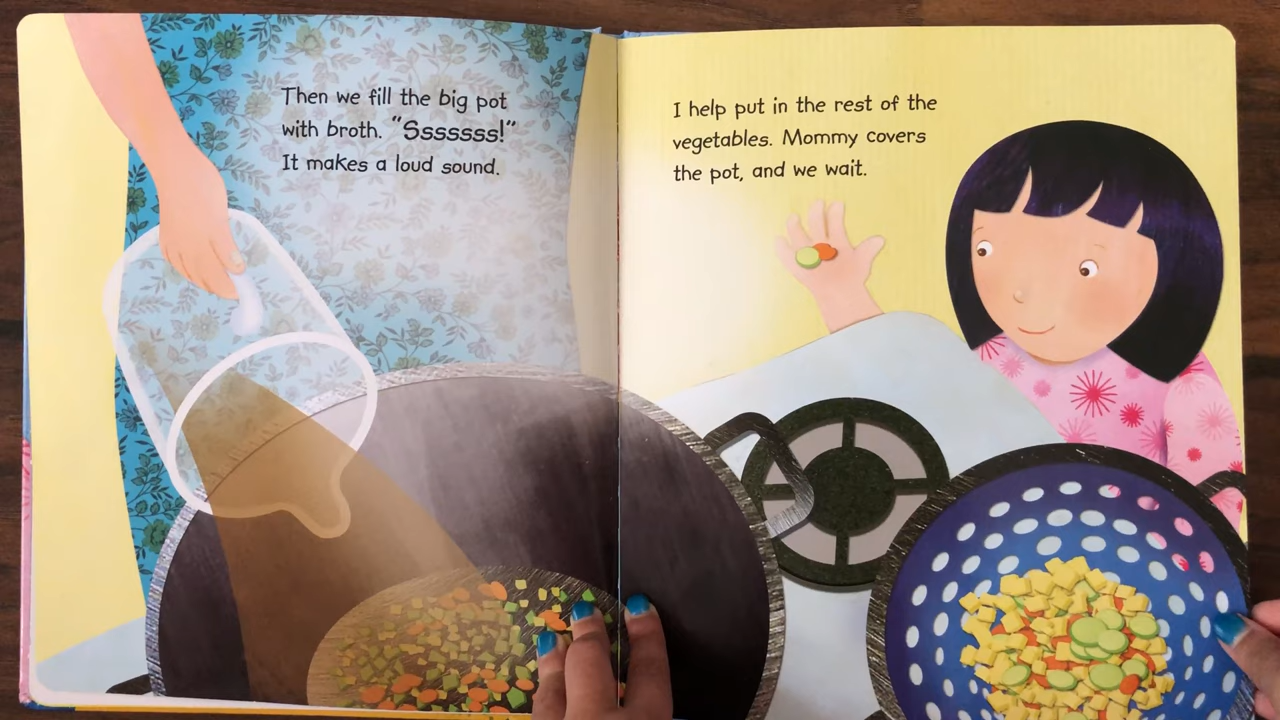 Then we fill the big pot
with broth. "Sssssss!"
It makes a loud sound.
I help put in the rest of the
vegetables. Mommy covers
the pot, and we wait.